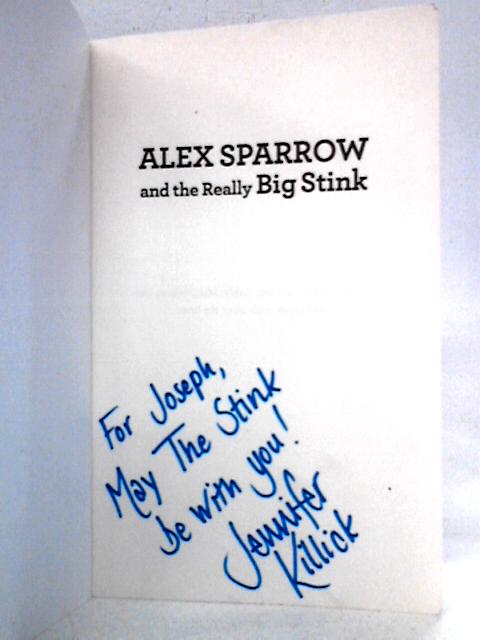 ALEX SPARROW
and the Really Big Stink
For Joseph,
May The Stink
be with you!
Jennifer
Killick